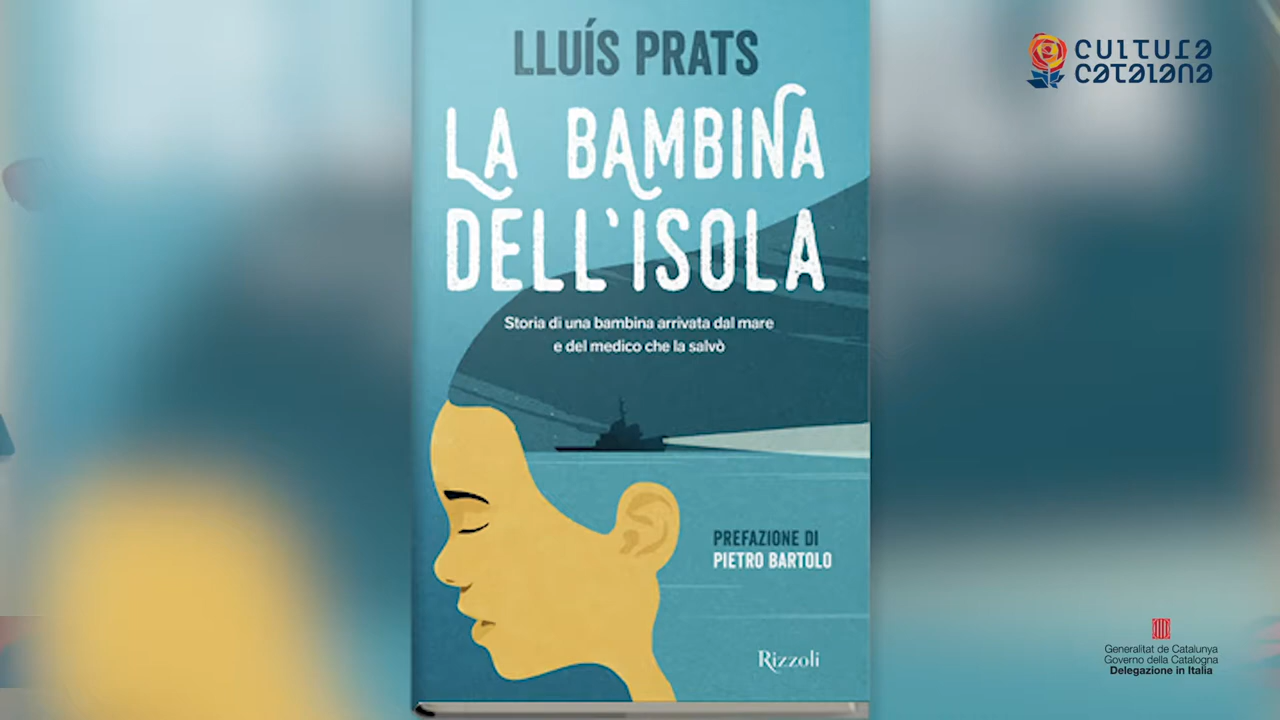 LLUÍS PRATS
LA BAMBINA
DELL'ISOLA
Storia di una bambina arrivata dal mare
e del medico che la salvò
PREFAZIONE DI
PIETRO BARTOLO
Rizzoli
CULTURA
CATALANA
Generalitat de Catalunya
Governo della Catalogna
Delegazione in Italia